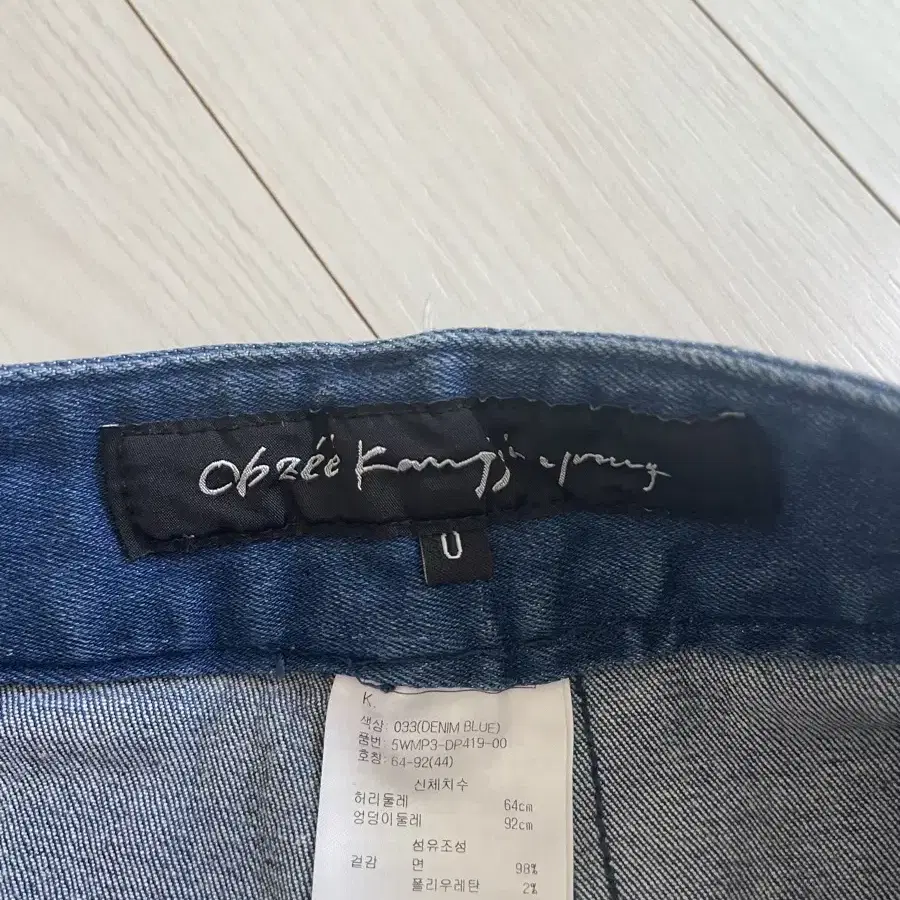 Obzéé Kangjinyoung
0
K.
색상: 033(DENIM BLUE)
품번: 5WMP3-DP419-00
호칭: 64-92(44)
신체치수
허리둘레 64cm
엉덩이둘레 92cm
섬유조성
겉감 면 98%
폴리우레탄 2%